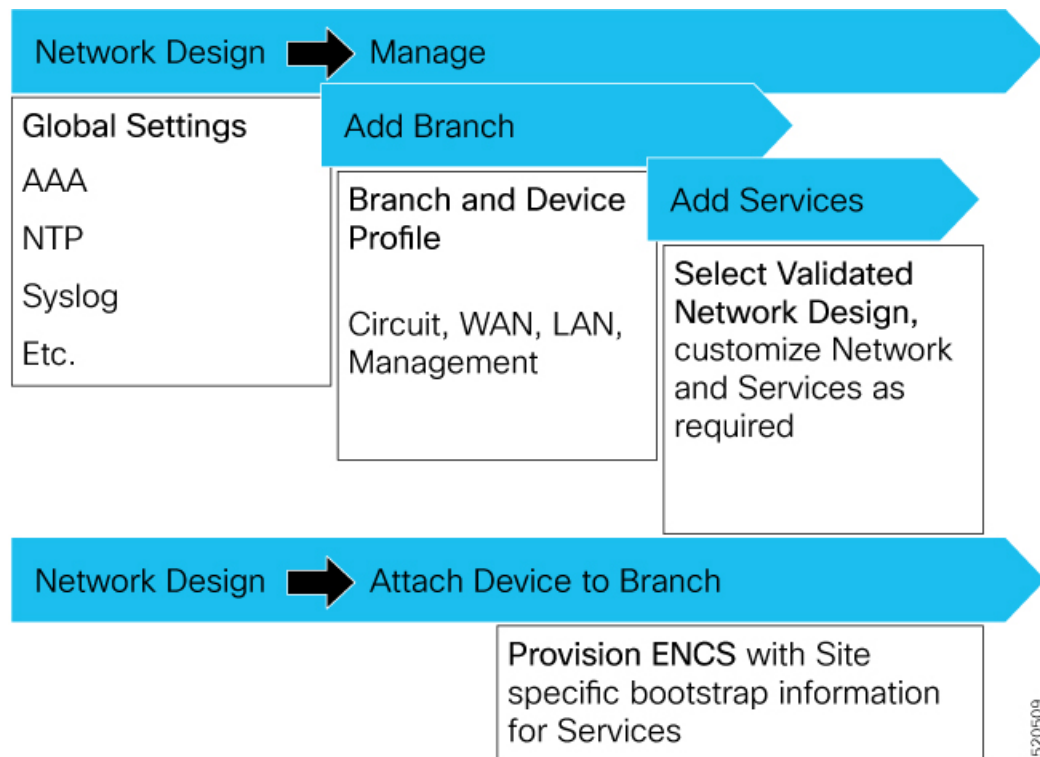 Network Design Manage
Global Settings
AAA
NTP
Syslog
Etc.
Add Branch
Branch and Device
Profile
Circuit, WAN, LAN,
Management
Add Services
Select Validated
Network Design,
customize Network
and Services as
required
Network Design Attach Device to Branch
Provision ENCS with Site
specific bootstrap information
for Services
520509